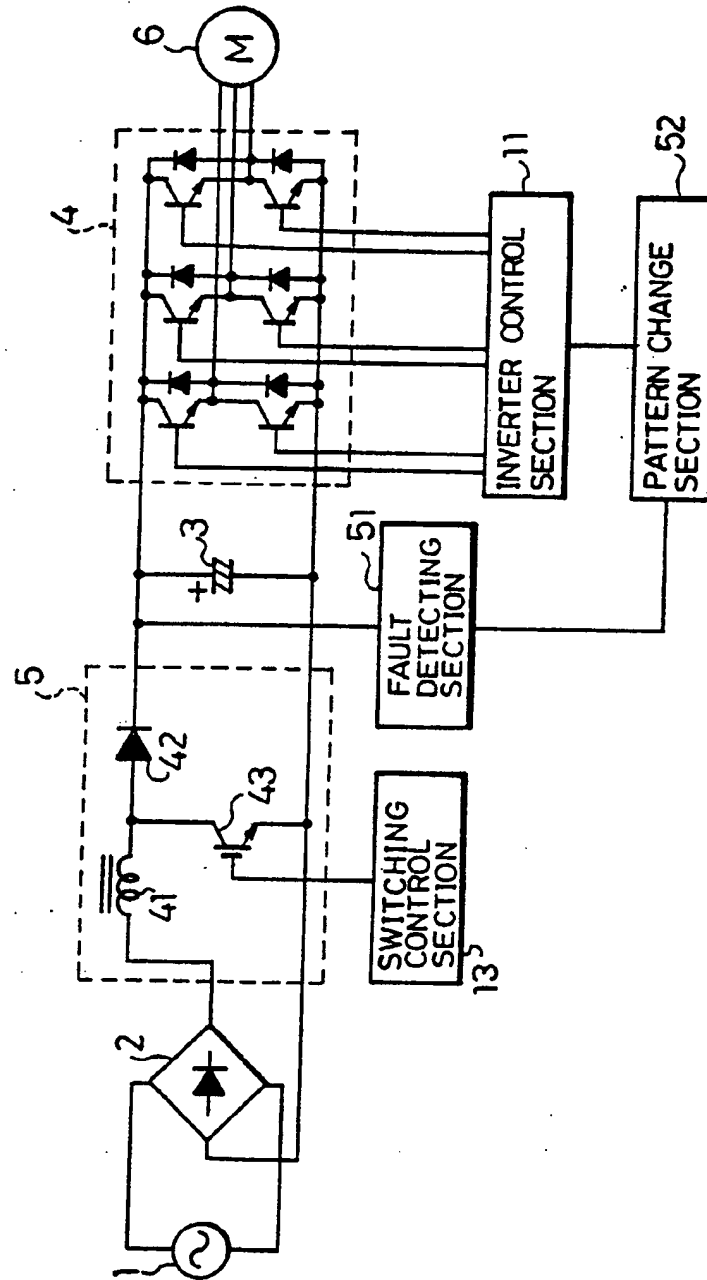 1
2
5
41
42
43
3
+
4
6
M
SWITCHING
CONTROL
SECTION
13
FAULT
DETECTING
SECTION
51
INVERTER CONTROL
SECTION
11
PATTERN CHANGE
SECTION
52